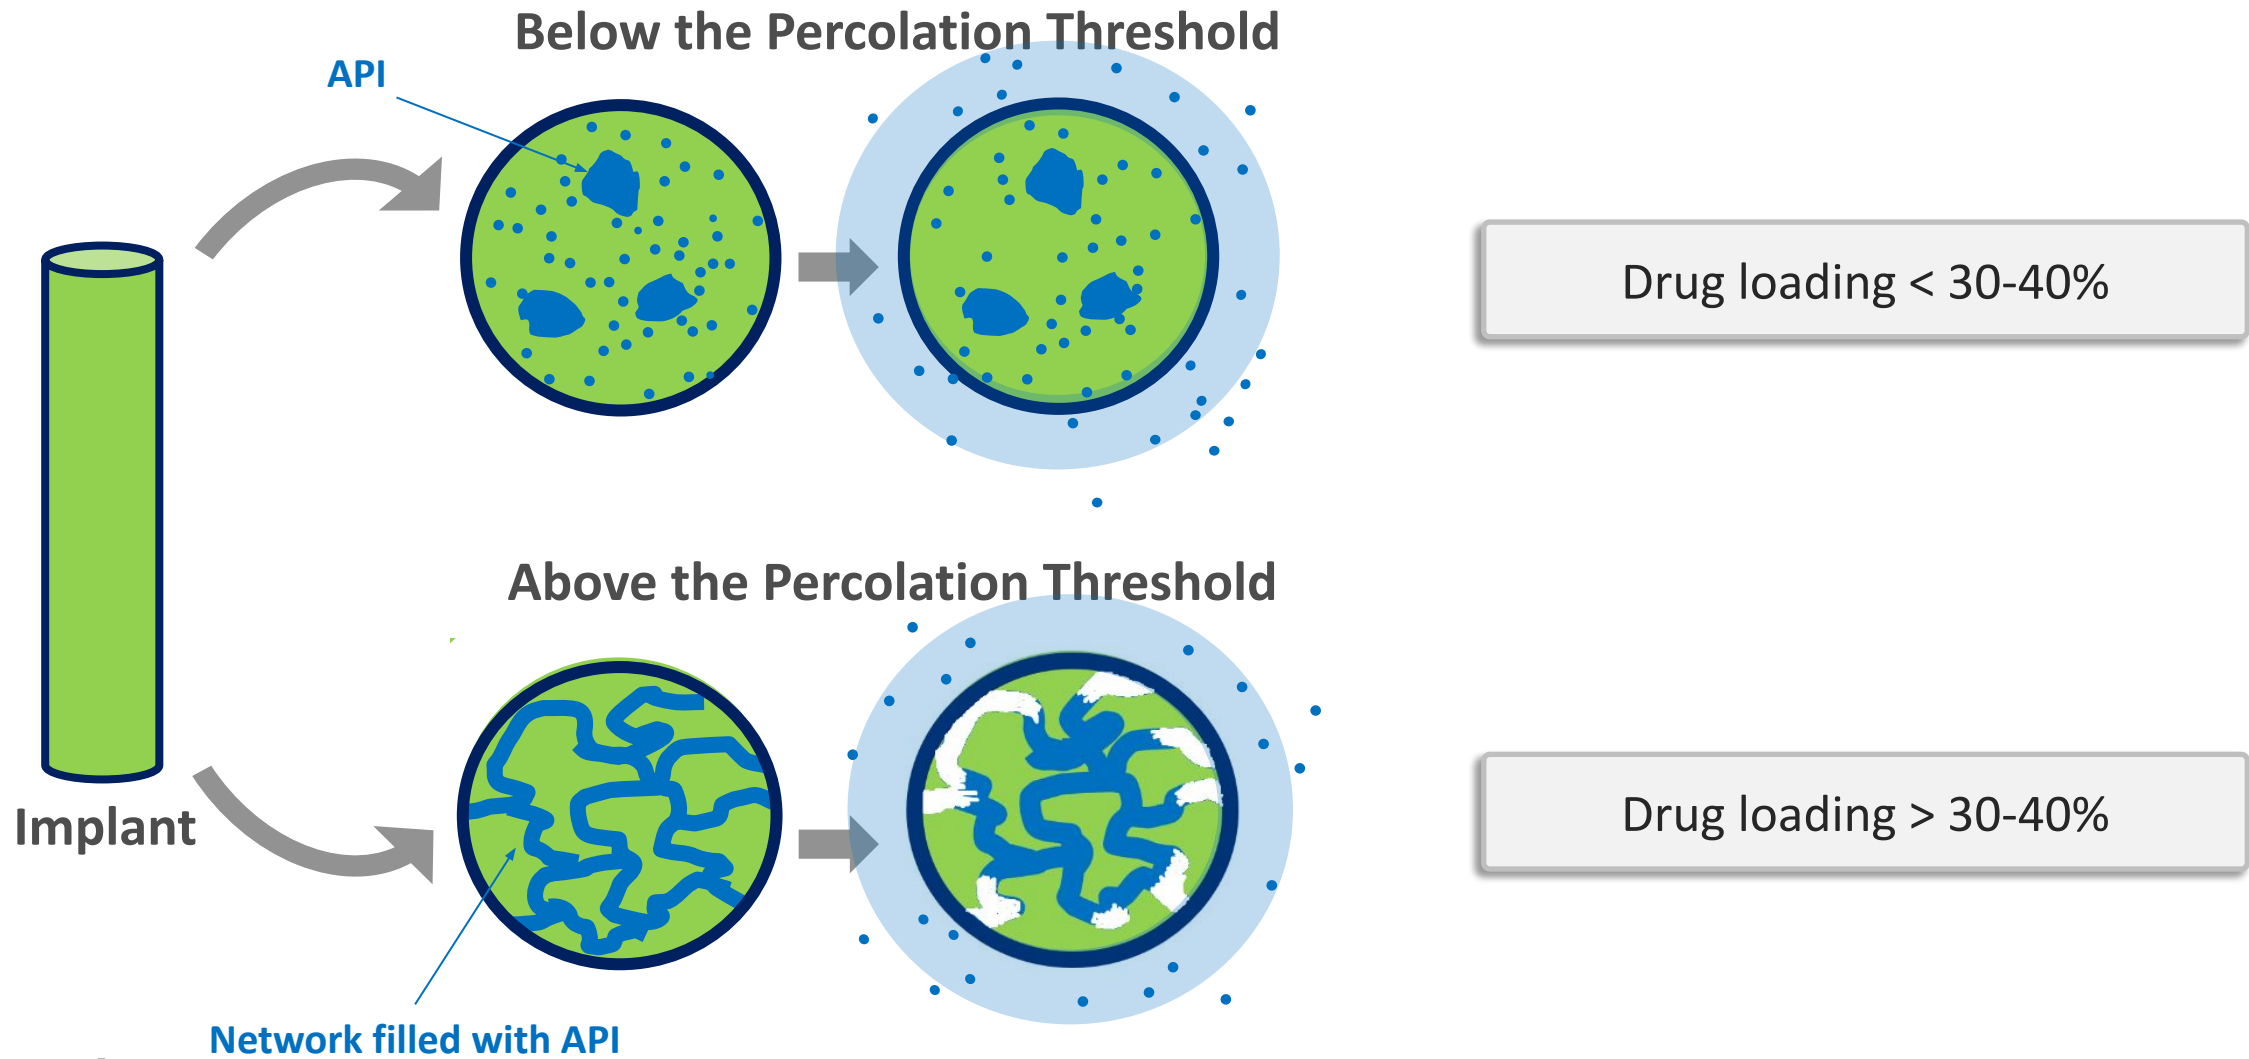 Below the Percolation Threshold
API
Drug loading < 30-40%
Above the Percolation Threshold
Implant
Drug loading > 30-40%
Network filled with API